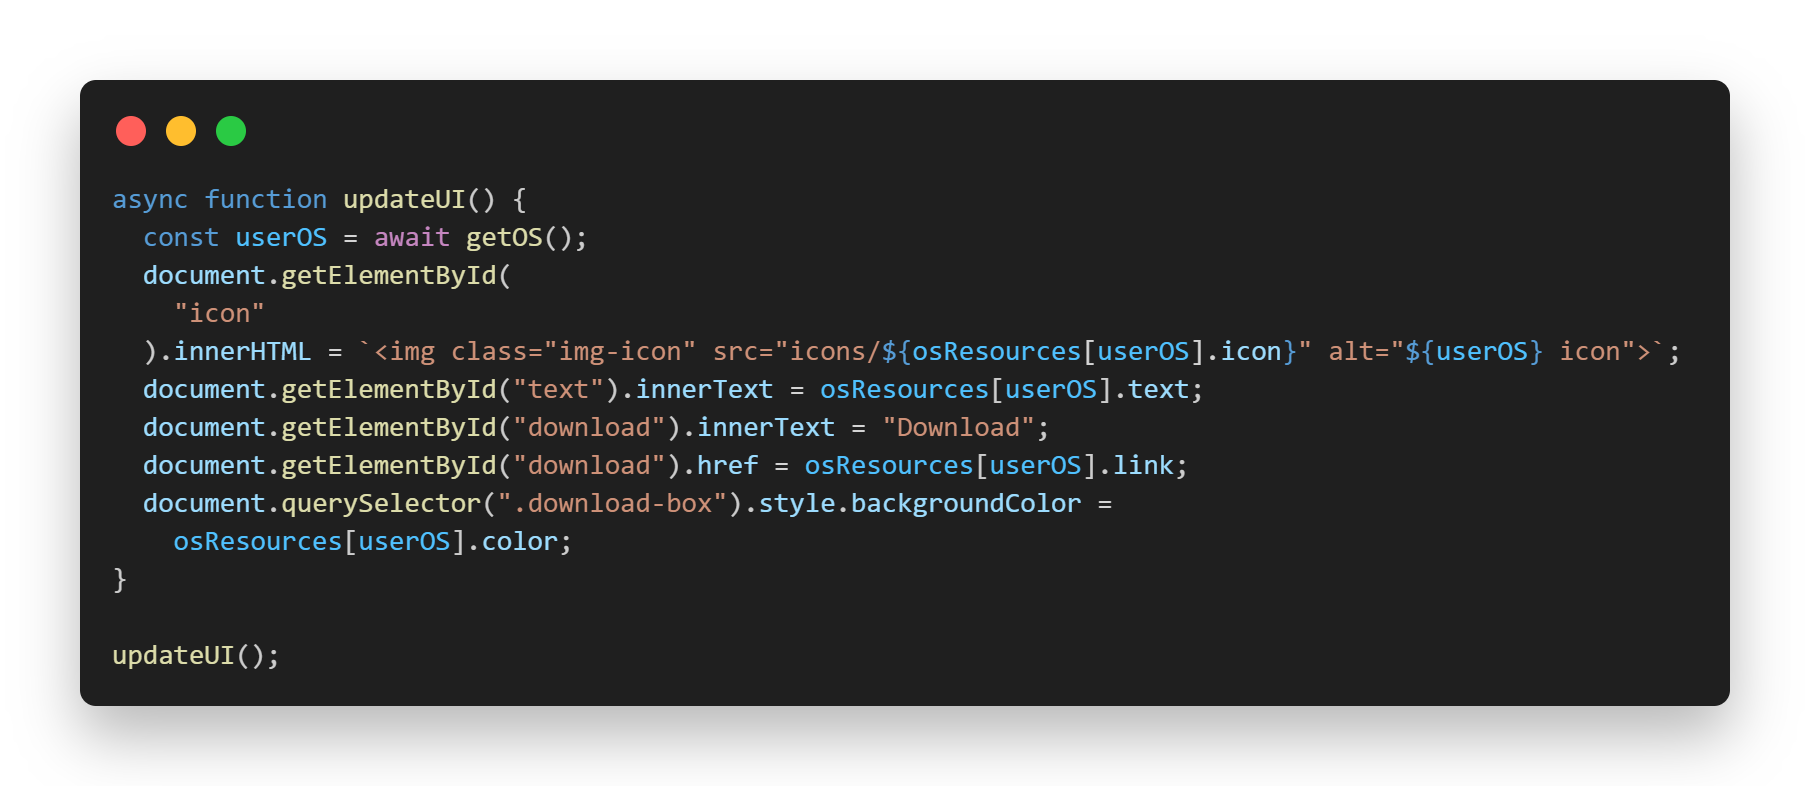 async function updateUI() {
  const userOS = await getOS();
  document.getElementById(
    "icon"
  ).innerHTML = `<img class="img-icon" src="icons/${osResources[userOS].icon}" alt="${userOS} icon">`;
  document.getElementById("text").innerText = osResources[userOS].text;
  document.getElementById("download").innerText = "Download";
  document.getElementById("download").href = osResources[userOS].link;
  document.querySelector(".download-box").style.backgroundColor =
    osResources[userOS].color;
}

updateUI();